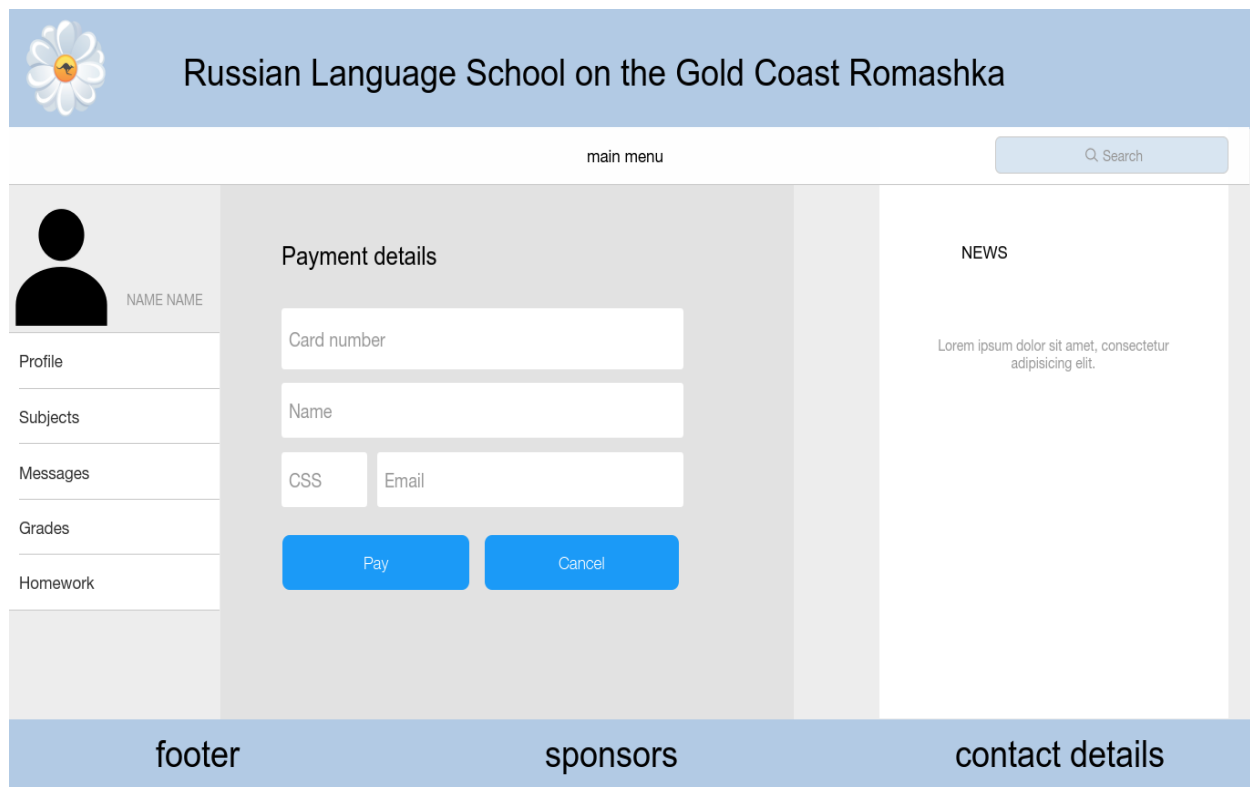 Russian Language School on the Gold Coast Romashka
main menu
Search
NAME NAME
Profile
Subjects
Messages
Grades
Homework
Payment details
Card number
Name
CSS
Email
Pay
Cancel
NEWS
Lorem ipsum dolor sit amet, consectetur
adipisicing elit.
footer
sponsors
contact details